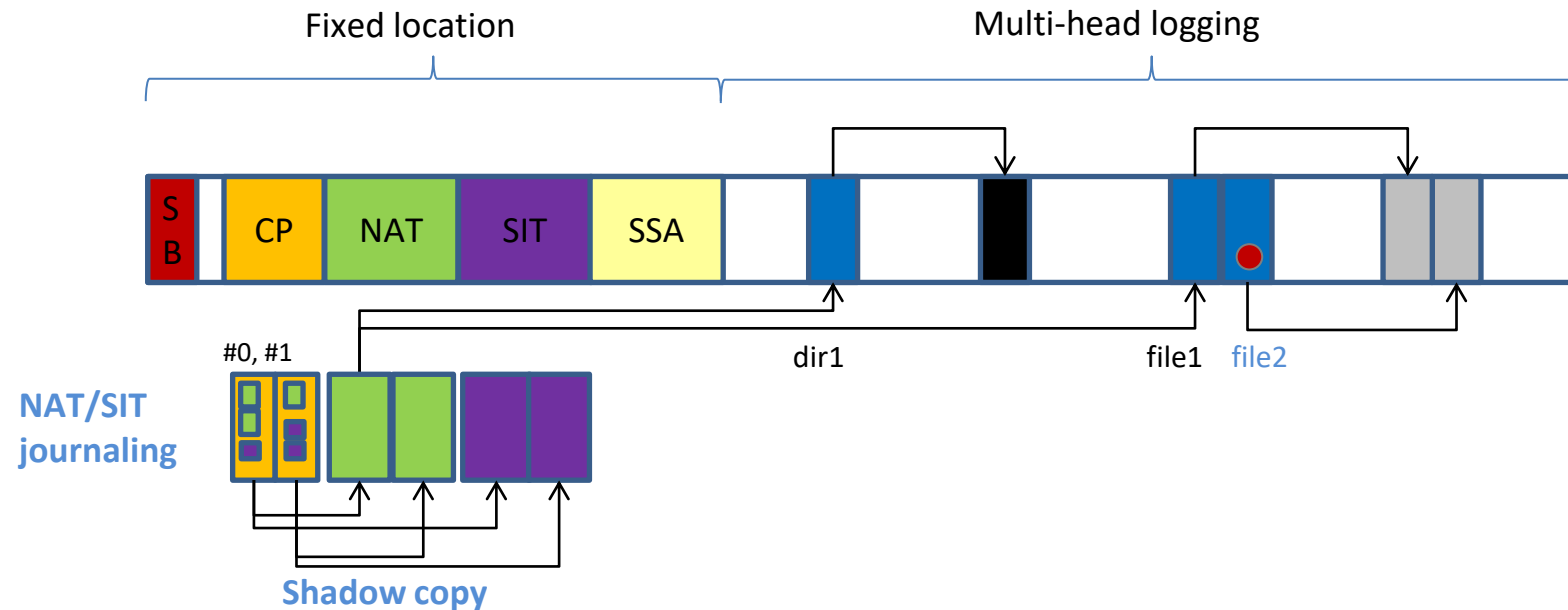 Fixed location
Multi-head logging
S
B
CP
NAT
SIT
SSA
#0, #1
dir1
file1
file2
NAT/SIT
journaling
Shadow copy